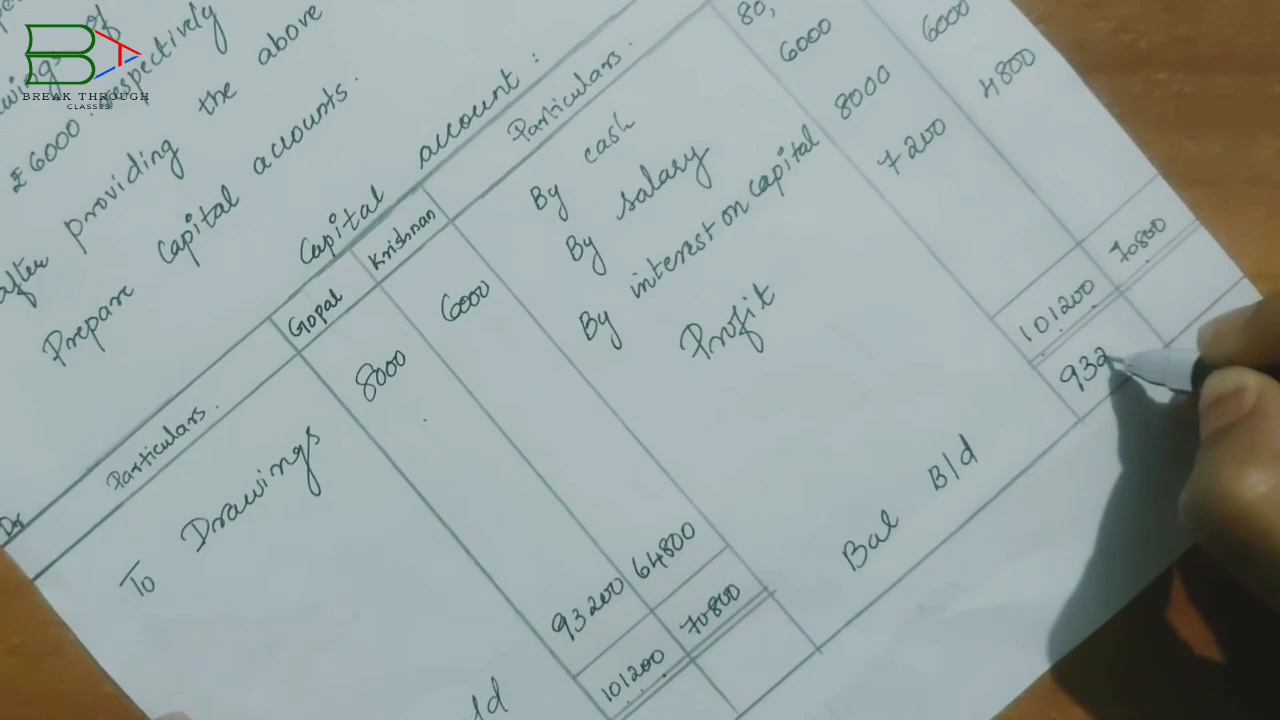 BREAK THROUGH
CLASSES
of
respectively
₤6000.
After providing the above
Prepare Capital accounts.
Capital account:
Dr
Particulars.
Gopal
Krishnan
Particulars.
To Drawings
8000
6000
By cash
80,
By salary
6000
6000
By interest on capital
8000
4800
Profit
7200
93200
64800
101200
70800
101200
70800
Bal B/d
932